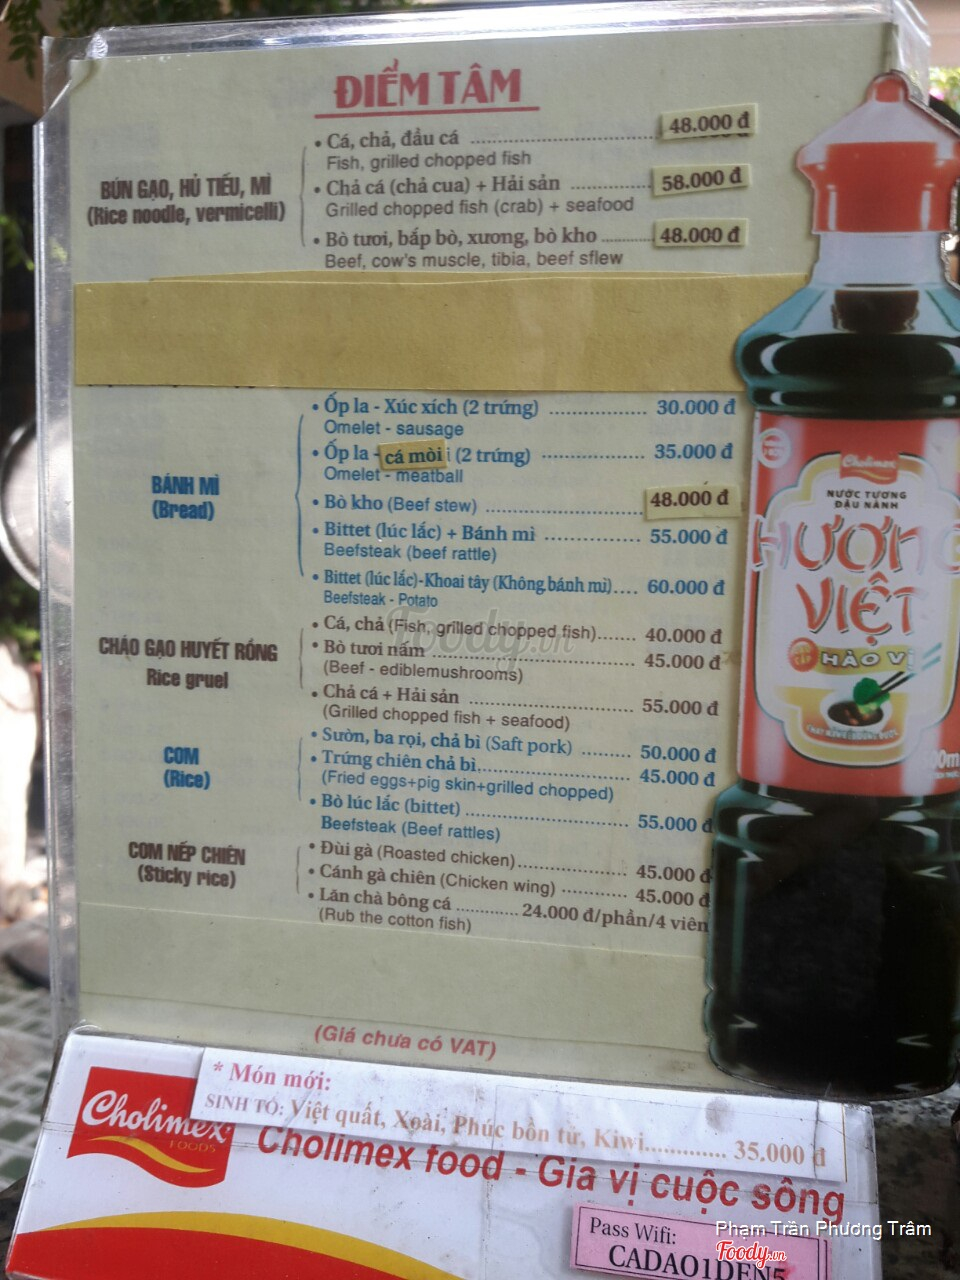 ĐIỂM TÂM
BÚN GẠO, HỦ TIẾU, MÌ
(Rice noodle, vermicelli)
• Cá, chả, đầu cá ........ 48.000 đ
Fish, grilled chopped fish
• Chả cá (chả cua) + Hải sản ........ 58.000 đ
Grilled chopped fish (crab) + seafood
• Bò tươi, bắp bò, xương, bò kho ........ 48.000 đ
Beef, cow's muscle, tibia, beef sflew
BÁNH MÌ
(Bread)
• Ốp la - Xúc xích (2 trứng) ........ 30.000 đ
Omelet - sausage
• Ốp la - cá mòi (2 trứng) ........ 35.000 đ
Omelet - meatball
• Bò kho (Beef stew) ........ 48.000 đ
• Bittet (lúc lắc) + Bánh mì ........ 55.000 đ
Beefsteak (beef rattle)
• Bittet (lúc lắc)-Khoai tây (Không bánh mì).... 60.000 đ
Beefsteak - Potato
CHÁO GẠO HUYẾT RỒNG
Rice gruel
• Cá, chả (Fish, grilled chopped fish)....... 40.000 đ
• Bò tươi nấm ........ 45.000 đ
(Beef - ediblemushrooms)
• Chả cá + Hải sản ........ 55.000 đ
(Grilled chopped fish + seafood)
COM
(Rice)
• Sườn, ba rọi, chả bì (Saft pork) ........ 50.000 đ
• Trứng chiên chả bì ........ 45.000 đ
(Fried eggs+pig skin+grilled chopped)
• Bò lúc lắc (bittet) ........ 55.000 đ
Beefsteak (Beef rattles)
COM NẾP CHIÊN
(Sticky rice)
• Đùi gà (Roasted chicken)........ 45.000 đ
• Cánh gà chiên (Chicken wing) ........ 45.000 đ
• Lăn chà bông cá ........ 24.000 đ/phần/4 viên
(Rub the cotton fish)
(Giá chưa có VAT)
* Món mới:
SINH TỐ: Việt quất, Xoài, Phúc bồn tử, Kiwi............. 35.000 đ
Cholimex
FOODS
Cholimex food - Gia vị cuộc sống
Pass Wifi:
CADAO1DEN5
Cholimex
NƯỚC TƯƠNG
ĐẬU NÀNH
HƯƠNG
VIỆT
HẢO VỊ
Foody.vn
Phạm Trần Phương Trâm
Foody.vn